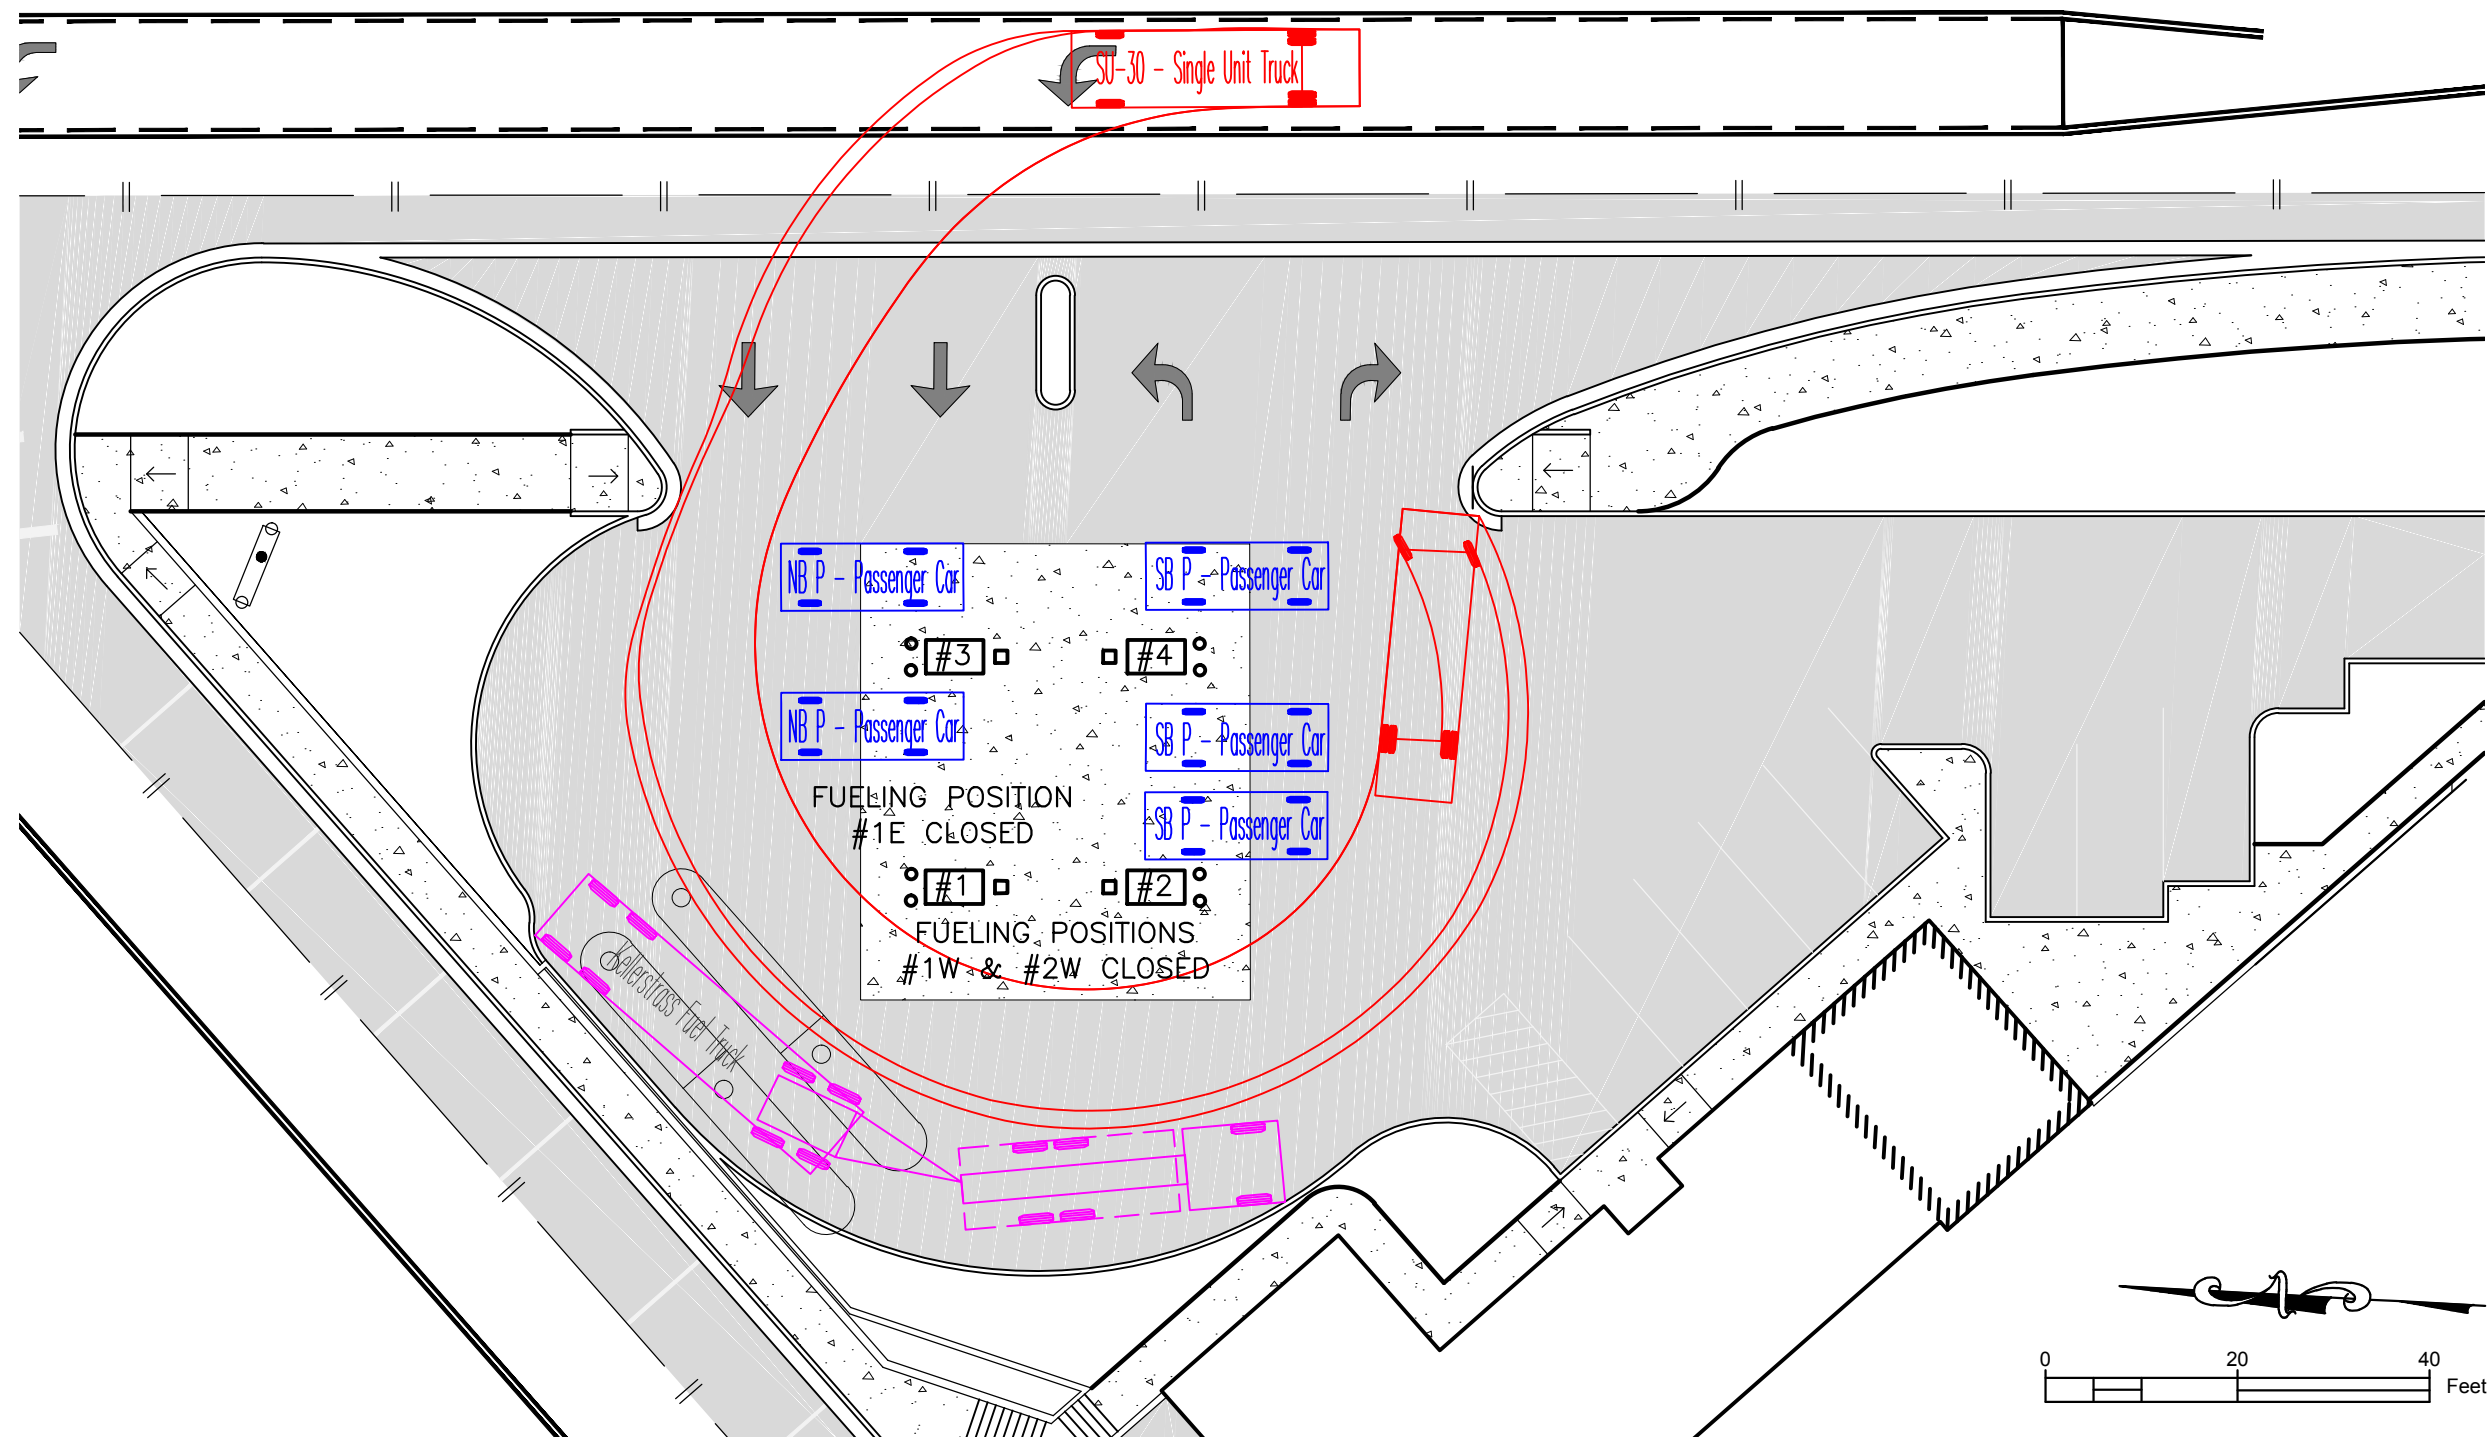 SU-30 - Single Unit Truck
NB P - Passenger Car
SB P - Passenger Car
#3
#4
NB P - Passenger Car
SB P - Passenger Car
FUELING POSITION
#1E CLOSED
SB P - Passenger Car
#1
#2
FUELING POSITIONS
#1W & #2W CLOSED
Kellerstrass Fuel Truck
0 20 40
Feet